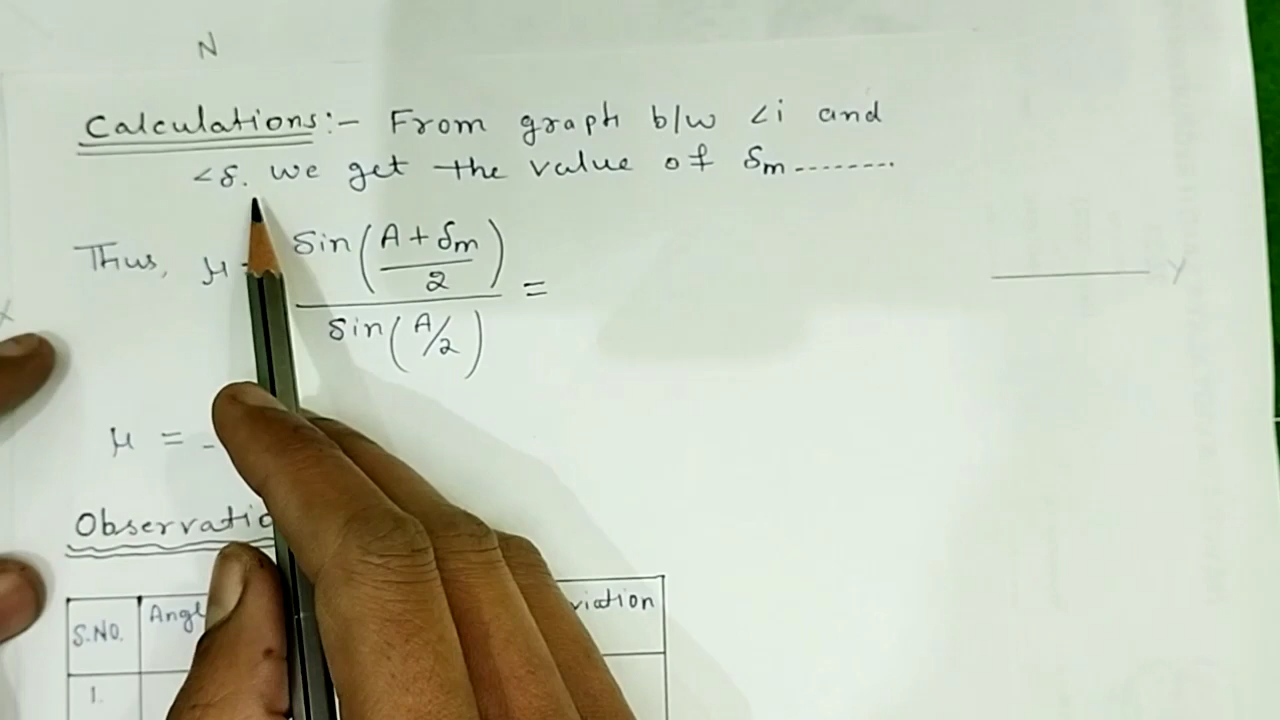 N
Calculations:- From graph b/w <i and
<δ. we get the value of δm--------
Thus, μ = sin(A + δm / 2) / sin(A/2) =
Y
X
μ = -
Observatio
S.NO. Angl viation
1.